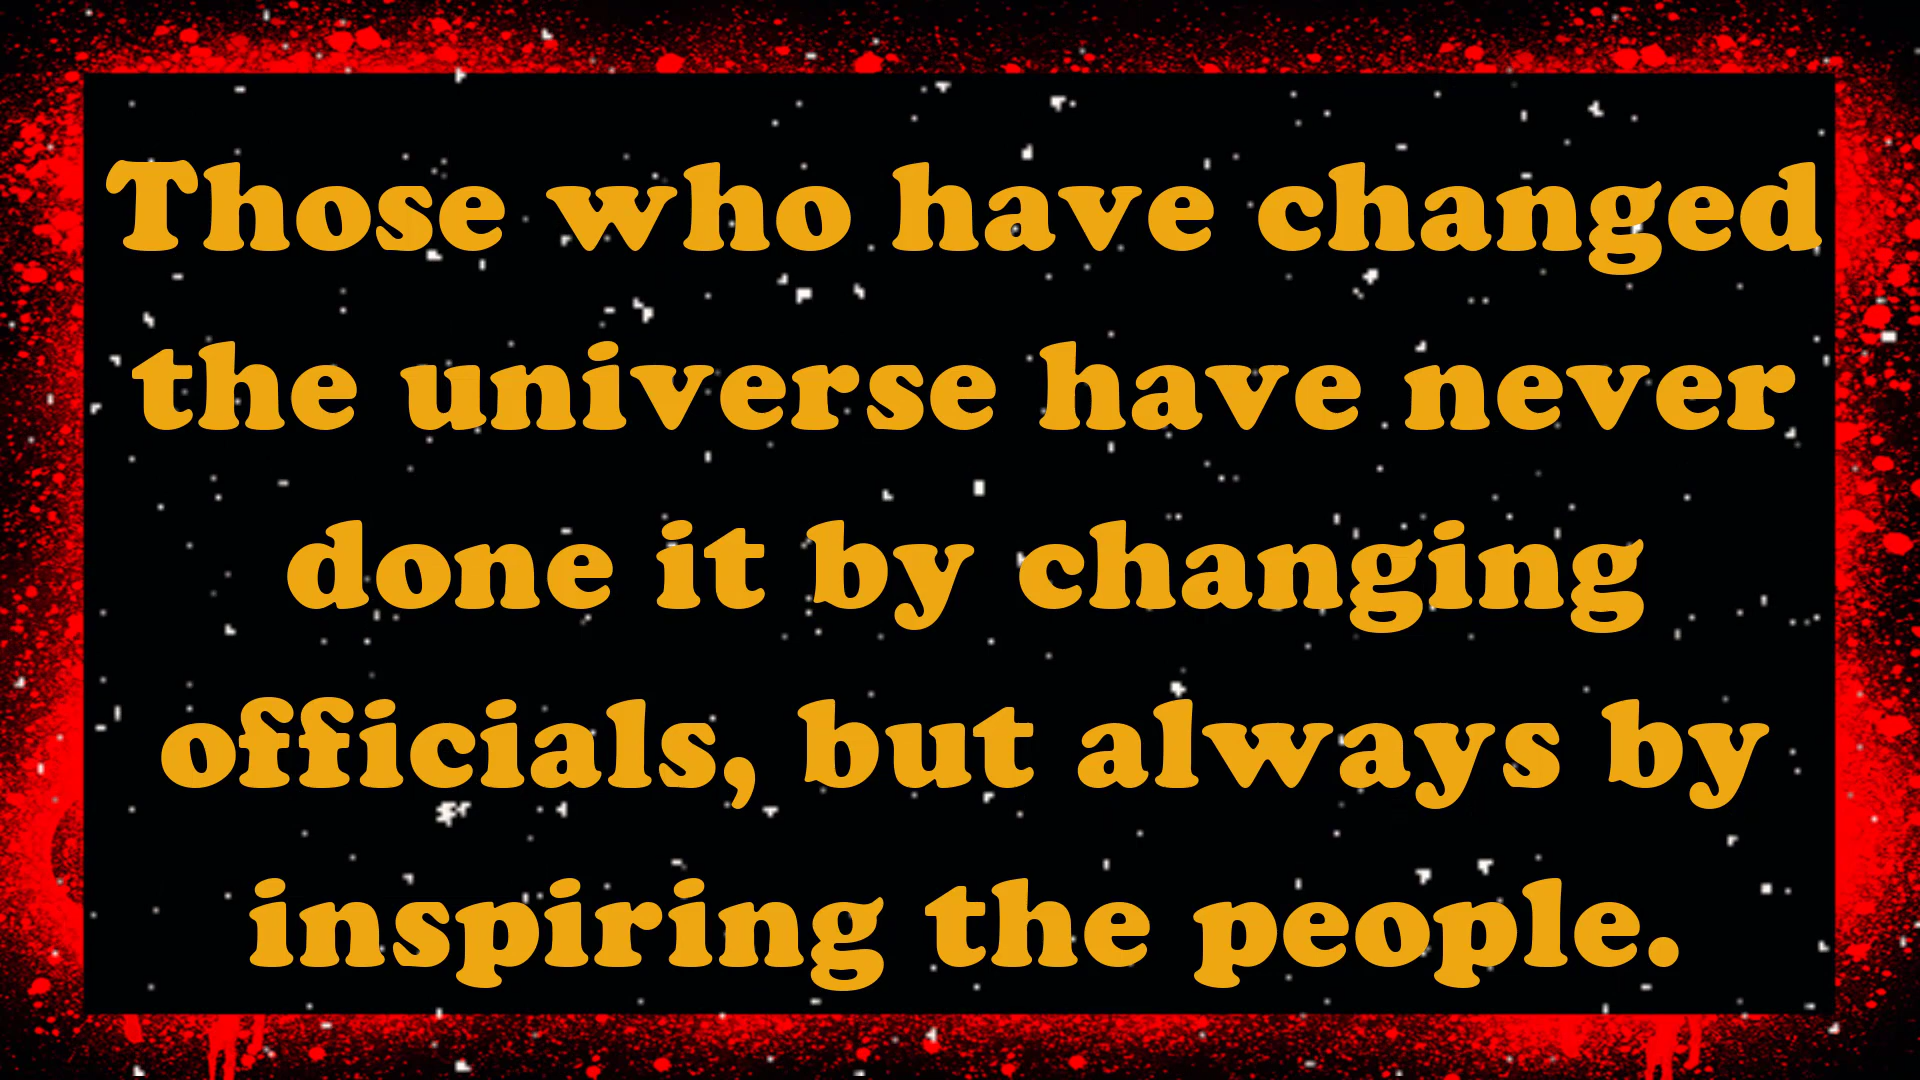 Those who have changed
the universe have never
done it by changing
officials, but always by
inspiring the people.